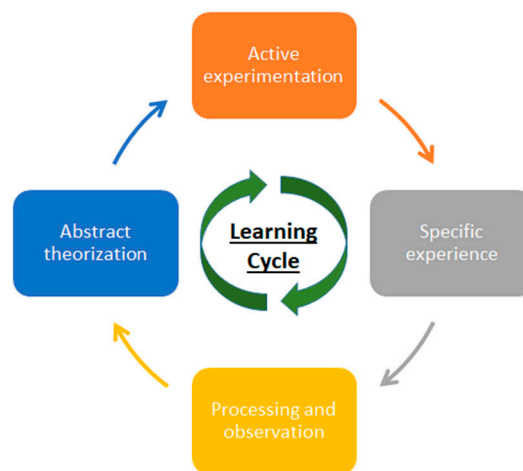 Active
experimentation
Abstract
theorization
Learning
Cycle
Specific
experience
Processing and
observation